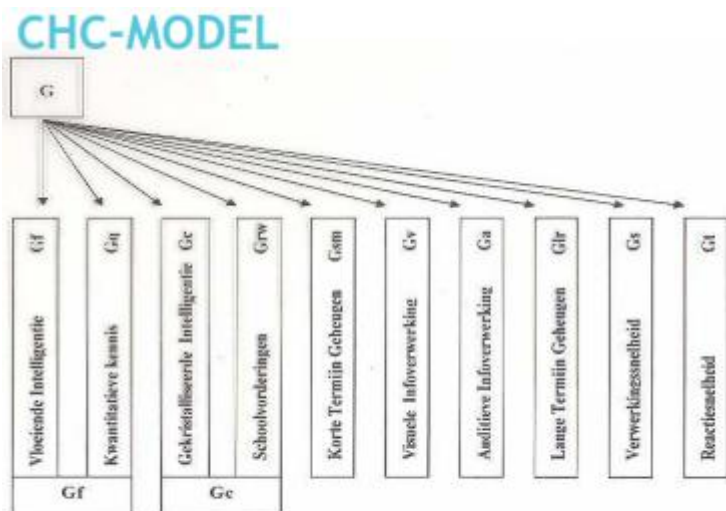 CHC-MODEL
G
Vloeiende Intelligentie Gf
Kwantitatieve kennis Gq
Gekristalliseerde Intelligentie Gc
Schoolvorderingen Grw
Korte Termijn Geheugen Gsm
Visuele Infoverwerking Gv
Auditieve Infoverwerking Ga
Lange Termijn Geheugen Glr
Verwerkingssnelheid Gs
Reactiesnelheid Gt
Gf
Gc